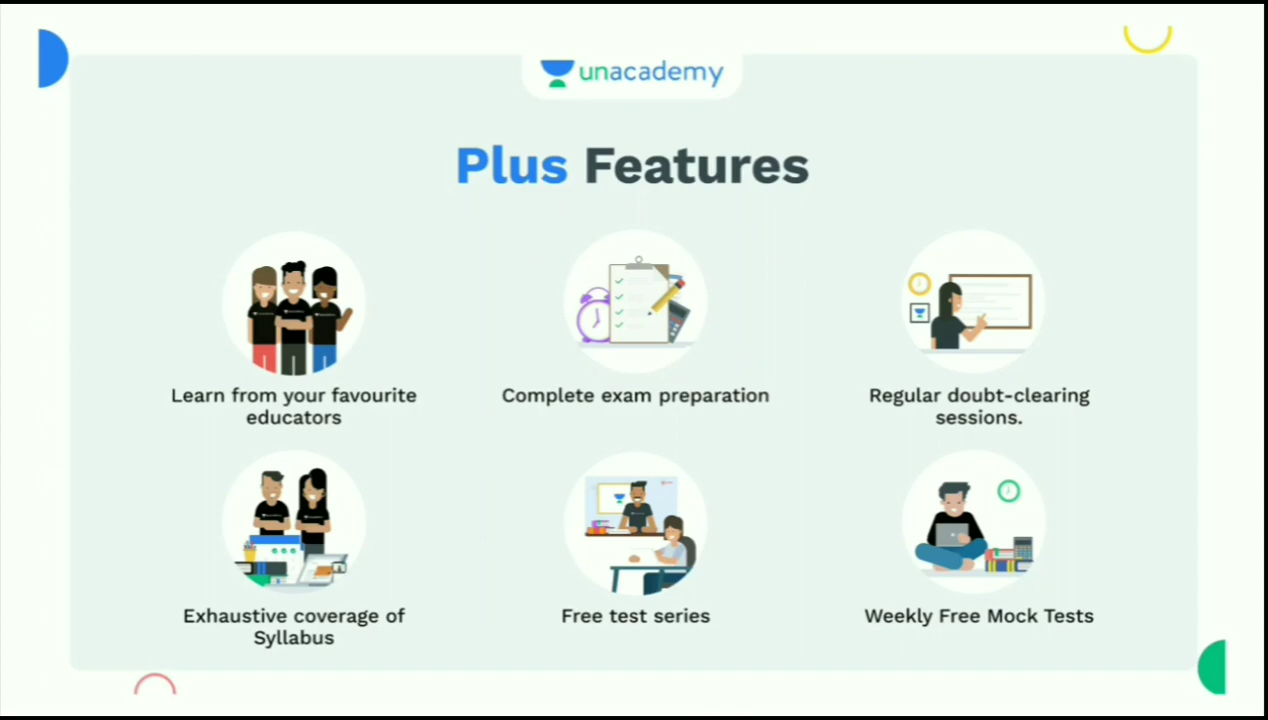 unacademy
Plus Features
Learn from your favourite
educators
Complete exam preparation
Regular doubt-clearing
sessions.
Exhaustive coverage of
Syllabus
Free test series
Weekly Free Mock Tests